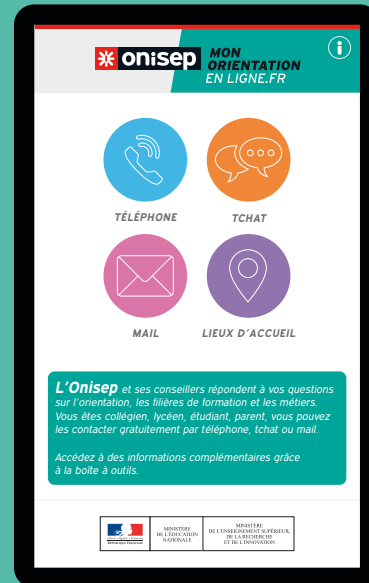 onisep MON
ORIENTATION
EN LIGNE.FR
i
TÉLÉPHONE TCHAT
MAIL LIEUX D'ACCUEIL
L'Onisep et ses conseillers répondent à vos questions
sur l'orientation, les filières de formation et les métiers.
Vous êtes collégien, lycéen, étudiant, parent, vous pouvez
les contacter gratuitement par téléphone, tchat ou mail.
Accédez à des informations complémentaires grâce
à la boîte à outils.
RÉPUBLIQUE FRANÇAISE
MINISTÈRE
DE L'ÉDUCATION
NATIONALE
MINISTÈRE
DE L'ENSEIGNEMENT SUPÉRIEUR,
DE LA RECHERCHE
ET DE L'INNOVATION